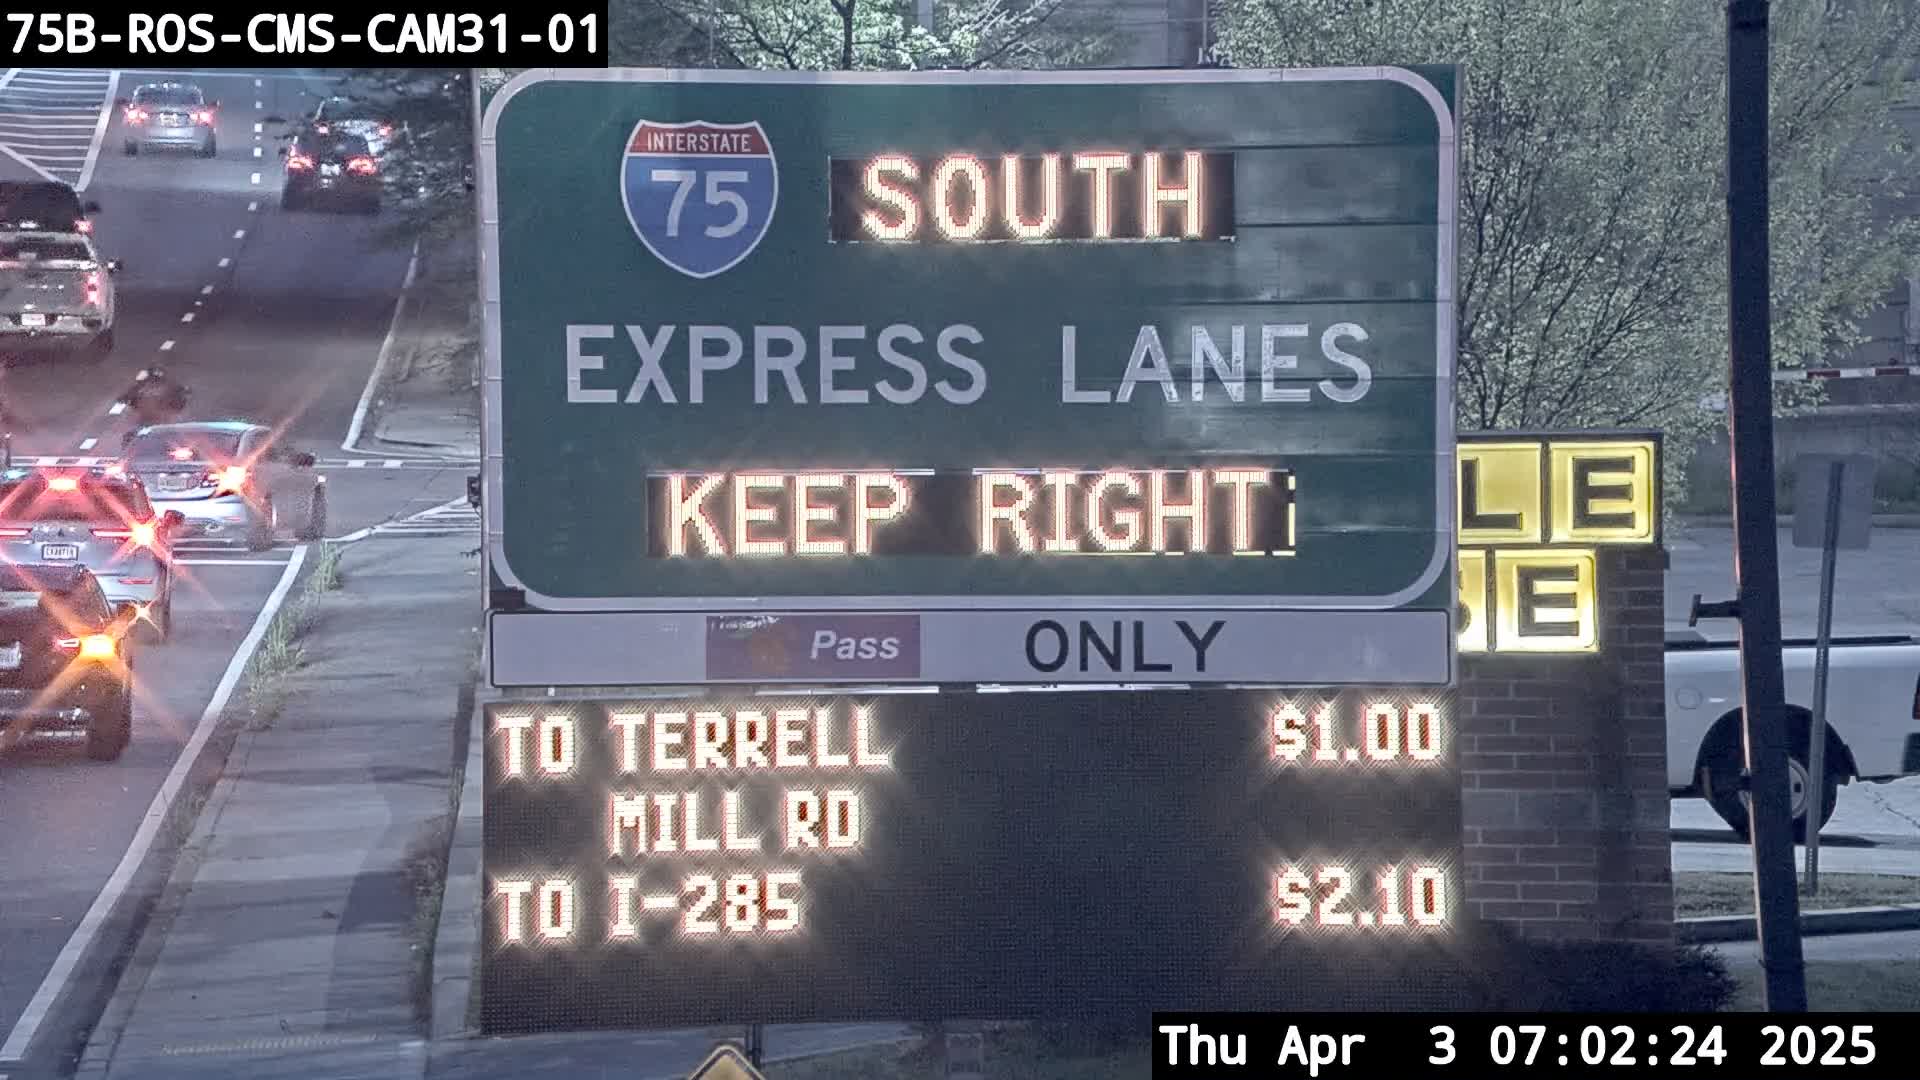 75B-ROS-CMS-CAM31-01
INTERSTATE
75
SOUTH
EXPRESS LANES
KEEP RIGHT
Pass ONLY
TO TERRELL $1.00
MILL RD
TO I-285 $2.10
LE
E
Thu Apr 3 07:02:24 2025